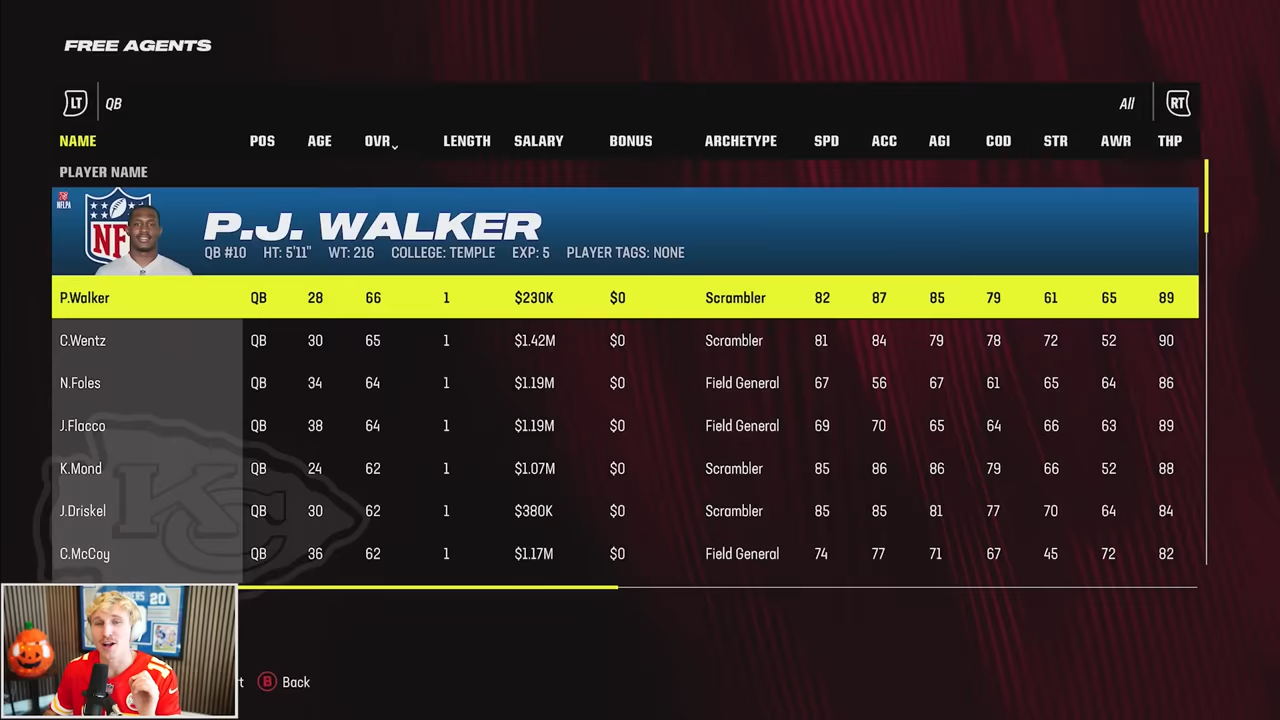 FREE AGENTS
LT QB All RT
NAME POS AGE OVR LENGTH SALARY BONUS ARCHETYPE SPD ACC AGI COD STR AWR THP
PLAYER NAME
P.J. WALKER
QB #10 HT: 5'11" WT: 216 COLLEGE: TEMPLE EXP: 5 PLAYER TAGS: NONE
P.Walker QB 28 66 1 $230K $0 Scrambler 82 87 85 79 61 65 89
C.Wentz QB 30 65 1 $1.42M $0 Scrambler 81 84 79 78 72 52 90
N.Foles QB 34 64 1 $1.19M $0 Field General 67 56 67 61 65 64 86
J.Flacco QB 38 64 1 $1.19M $0 Field General 69 70 65 64 66 63 89
K.Mond QB 24 62 1 $1.07M $0 Scrambler 85 86 86 79 66 52 88
J.Driskel QB 30 62 1 $380K $0 Scrambler 85 85 81 77 70 64 84
C.McCoy QB 36 62 1 $1.17M $0 Field General 74 77 71 67 45 72 82
KC
20
B Back